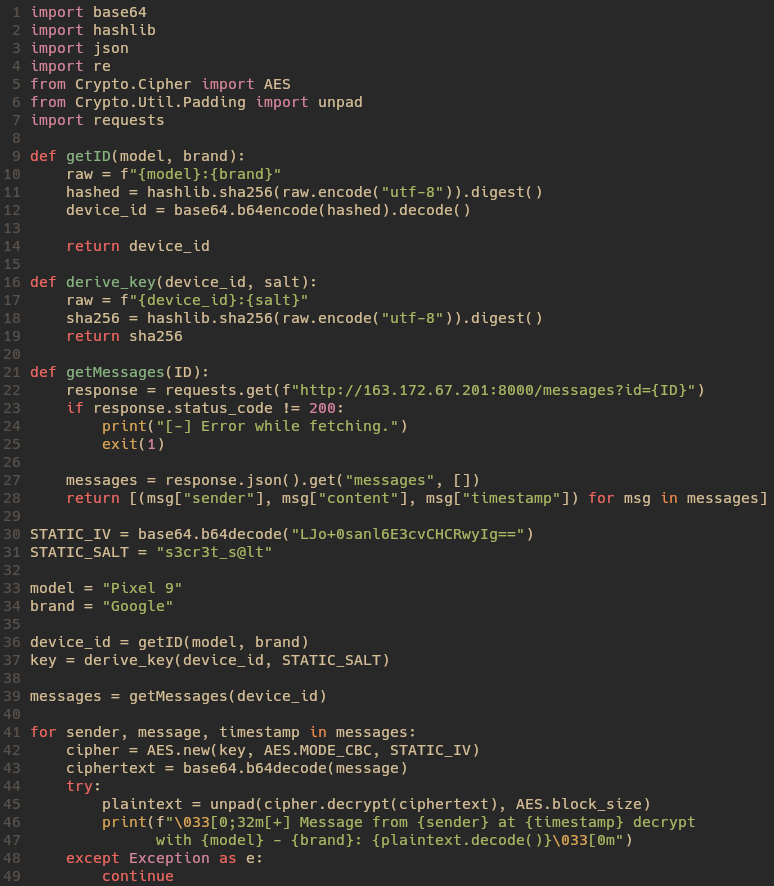 1 import base64
2 import hashlib
3 import json
4 import re
5 from Crypto.Cipher import AES
6 from Crypto.Util.Padding import unpad
7 import requests
8
9 def getID(model, brand):
10     raw = f"{model}:{brand}"
11     hashed = hashlib.sha256(raw.encode("utf-8")).digest()
12     device_id = base64.b64encode(hashed).decode()
13
14     return device_id
15
16 def derive_key(device_id, salt):
17     raw = f"{device_id}:{salt}"
18     sha256 = hashlib.sha256(raw.encode("utf-8")).digest()
19     return sha256
20
21 def getMessages(ID):
22     response = requests.get(f"http://163.172.67.201:8000/messages?id={ID}")
23     if response.status_code != 200:
24         print("[-] Error while fetching.")
25         exit(1)
26
27     messages = response.json().get("messages", [])
28     return [(msg["sender"], msg["content"], msg["timestamp"]) for msg in messages]
29
30 STATIC_IV = base64.b64decode("LJo+0sanl6E3cvCHCRwyIg==")
31 STATIC_SALT = "s3cr3t_s@lt"
32
33 model = "Pixel 9"
34 brand = "Google"
35
36 device_id = getID(model, brand)
37 key = derive_key(device_id, STATIC_SALT)
38
39 messages = getMessages(device_id)
40
41 for sender, message, timestamp in messages:
42     cipher = AES.new(key, AES.MODE_CBC, STATIC_IV)
43     ciphertext = base64.b64decode(message)
44     try:
45         plaintext = unpad(cipher.decrypt(ciphertext), AES.block_size)
46         print(f"\033[0;32m[+] Message from {sender} at {timestamp} decrypt
47               with {model} - {brand}: {plaintext.decode()}\033[0m")
48     except Exception as e:
49         continue